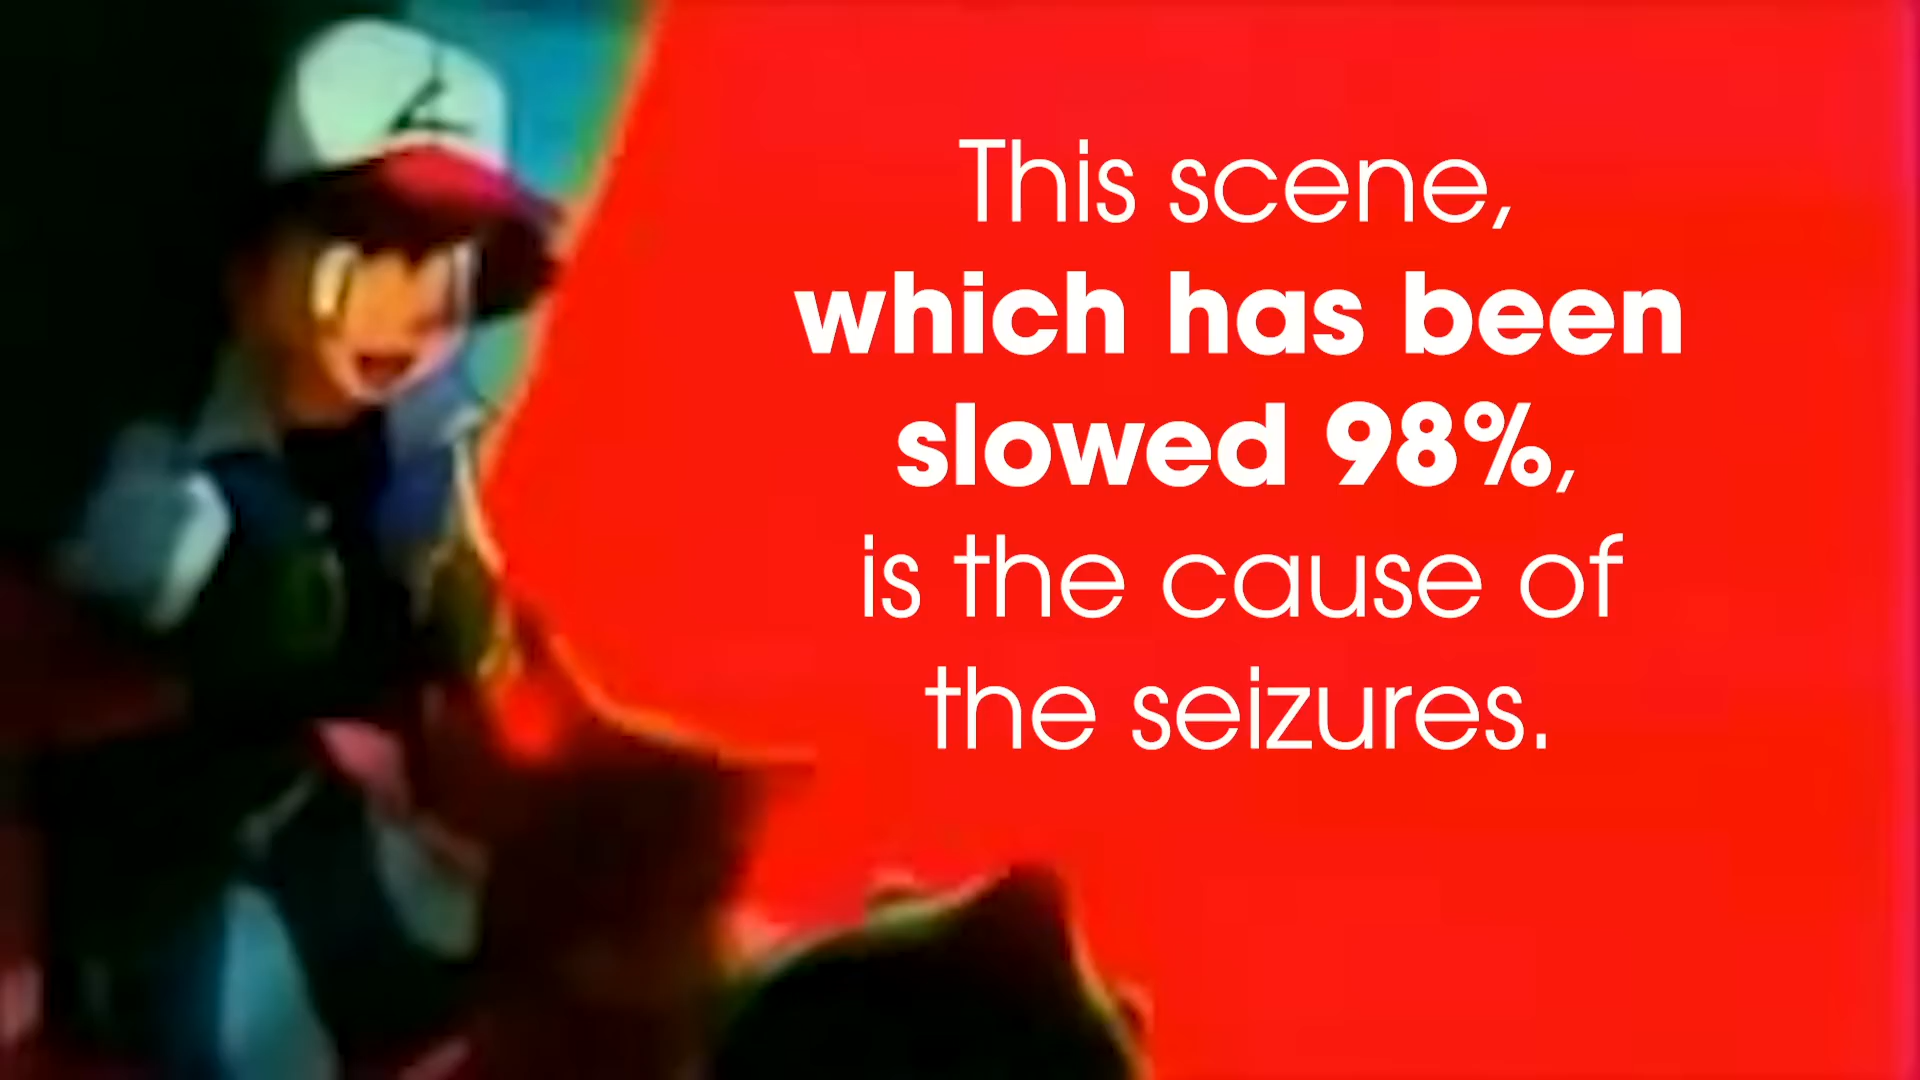 This scene,
which has been
slowed 98%,
is the cause of
the seizures.